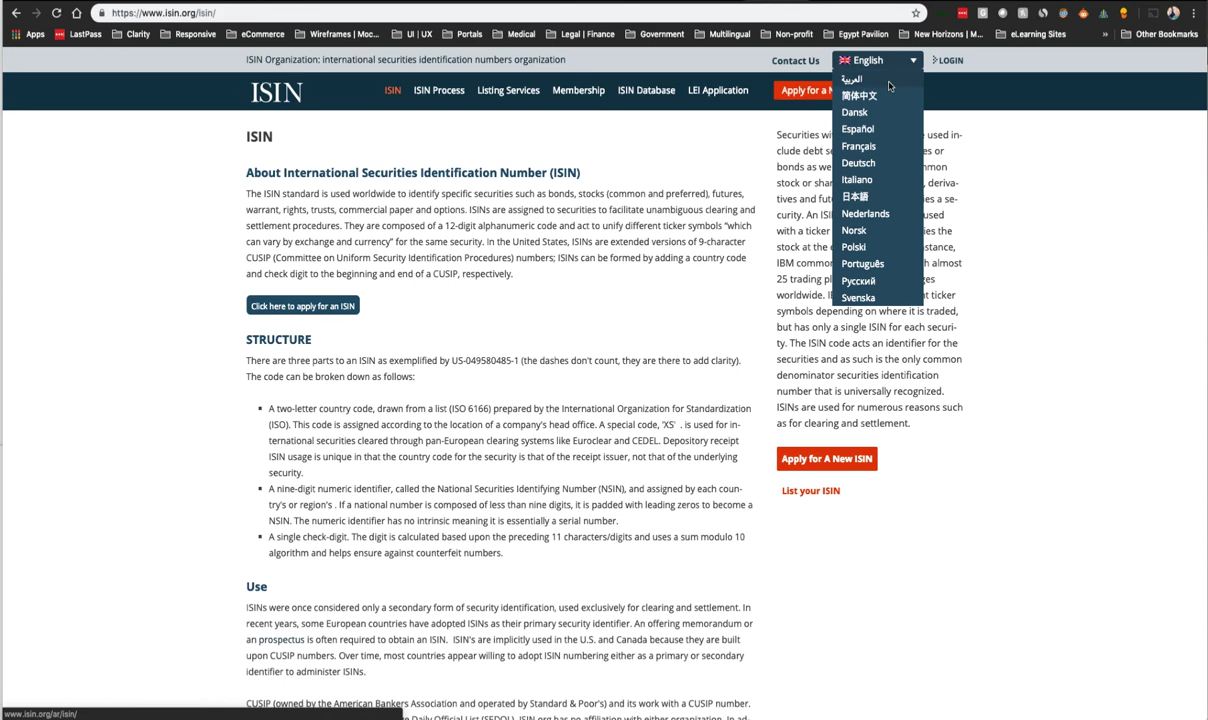 https://www.isin.org/isin/
Apps LastPass Clarity Responsive eCommerce Wireframes | Moc... UI | UX Portals Medical Legal | Finance Government Multilingual Non-profit Egypt Pavilion New Horizons | M... eLearning Sites » Other Bookmarks
ISIN Organization: international securities identification numbers organization
Contact Us English LOGIN
ISIN
ISIN ISIN Process Listing Services Membership ISIN Database LEI Application Apply for a
العربية
简体中文
Dansk
Español
Français
Deutsch
Italiano
日本語
Nederlands
Norsk
Polski
Português
Русский
Svenska
ISIN
About International Securities Identification Number (ISIN)
The ISIN standard is used worldwide to identify specific securities such as bonds, stocks (common and preferred), futures,
warrant, rights, trusts, commercial paper and options. ISINs are assigned to securities to facilitate unambiguous clearing and
settlement procedures. They are composed of a 12-digit alphanumeric code and act to unify different ticker symbols “which
can vary by exchange and currency” for the same security. In the United States, ISINs are extended versions of 9-character
CUSIP (Committee on Uniform Security Identification Procedures) numbers; ISINs can be formed by adding a country code
and check digit to the beginning and end of a CUSIP, respectively.
Click here to apply for an ISIN
STRUCTURE
There are three parts to an ISIN as exemplified by US-049580485-1 (the dashes don't count, they are there to add clarity).
The code can be broken down as follows:
A two-letter country code, drawn from a list (ISO 6166) prepared by the International Organization for Standardization
(ISO). This code is assigned according to the location of a company's head office. A special code, 'XS' . is used for in-
ternational securities cleared through pan-European clearing systems like Euroclear and CEDEL. Depository receipt
ISIN usage is unique in that the country code for the security is that of the receipt issuer, not that of the underlying
security.
A nine-digit numeric identifier, called the National Securities Identifying Number (NSIN), and assigned by each coun-
try's or region's . If a national number is composed of less than nine digits, it is padded with leading zeros to become a
NSIN. The numeric identifier has no intrinsic meaning it is essentially a serial number.
A single check-digit. The digit is calculated based upon the preceding 11 characters/digits and uses a sum modulo 10
algorithm and helps ensure against counterfeit numbers.
Use
ISINs were once considered only a secondary form of security identification, used exclusively for clearing and settlement. In
recent years, some European countries have adopted ISINs as their primary security identifier. An offering memorandum or
an prospectus is often required to obtain an ISIN. ISIN's are implicitly used in the U.S. and Canada because they are built
upon CUSIP numbers. Over time, most countries appear willing to adopt ISIN numbering either as a primary or secondary
identifier to administer ISINs.
CUSIP (owned by the American Bankers Association and operated by Standard & Poor's) and its work with a CUSIP number.
Daily Official List (SEDOL). ISIN.org has no affiliation with either organization. In ad-
Securities used in-
clude debt or
bonds as mmon
stock or deriva-
tives and a se-
curity. An used
with a ticker ies the
stock at the stance,
IBM almost
25 trading ges
worldwide. t ticker
symbols depending on where it is traded,
but has only a single ISIN for each securi-
ty. The ISIN code acts an identifier for the
securities and as such is the only common
denominator securities identification
number that is universally recognized.
ISINs are used for numerous reasons such
as for clearing and settlement.
Apply for A New ISIN
List your ISIN
www.isin.org/ar/isin/